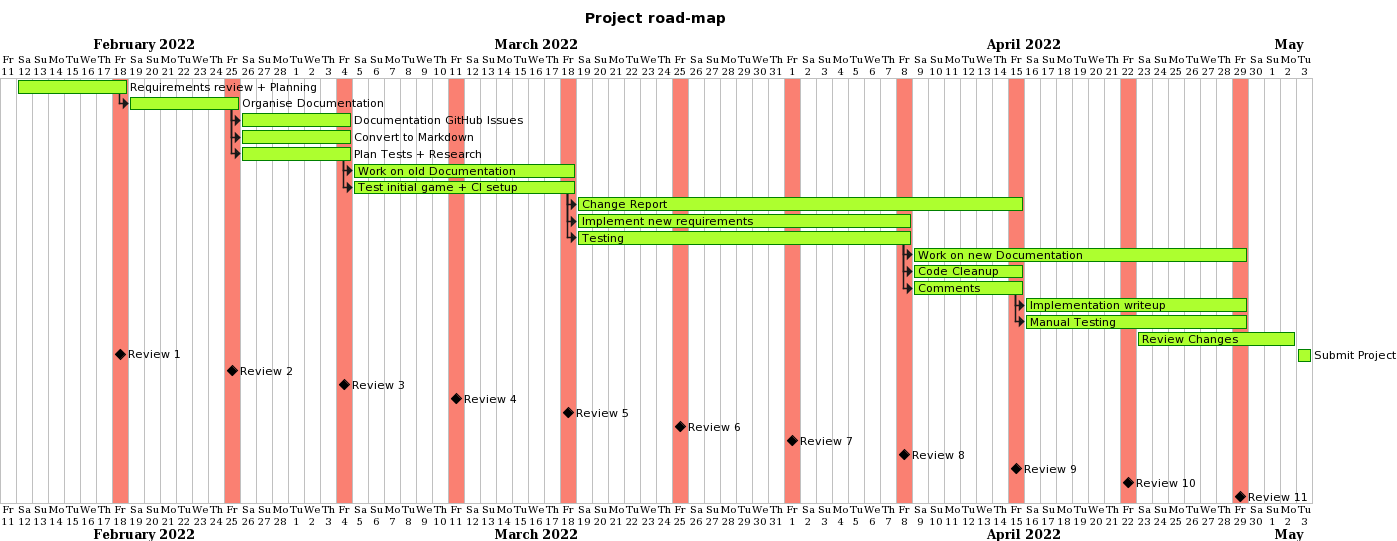 Project road-map
February 2022 March 2022 April 2022 May
Fr Sa Su Mo Tu We Th Fr Sa Su Mo Tu We Th Fr Sa Su Mo Tu We Th Fr Sa Su Mo Tu We Th Fr Sa Su Mo Tu We Th Fr Sa Su Mo Tu We Th Fr Sa Su Mo Tu We Th Fr Sa Su Mo Tu We Th Fr Sa Su Mo Tu We Th Fr Sa Su Mo Tu We Th Fr Sa Su Mo Tu We Th Fr Sa Su Mo Tu
11 12 13 14 15 16 17 18 19 20 21 22 23 24 25 26 27 28 1 2 3 4 5 6 7 8 9 10 11 12 13 14 15 16 17 18 19 20 21 22 23 24 25 26 27 28 29 30 31 1 2 3 4 5 6 7 8 9 10 11 12 13 14 15 16 17 18 19 20 21 22 23 24 25 26 27 28 29 30 1 2 3
Requirements review + Planning
Organise Documentation
Documentation GitHub Issues
Convert to Markdown
Plan Tests + Research
Work on old Documentation
Test initial game + CI setup
Change Report
Implement new requirements
Testing
Work on new Documentation
Code Cleanup
Comments
Implementation writeup
Manual Testing
Review Changes
Review 1
Submit Project
Review 2
Review 3
Review 4
Review 5
Review 6
Review 7
Review 8
Review 9
Review 10
Review 11
Fr Sa Su Mo Tu We Th Fr Sa Su Mo Tu We Th Fr Sa Su Mo Tu We Th Fr Sa Su Mo Tu We Th Fr Sa Su Mo Tu We Th Fr Sa Su Mo Tu We Th Fr Sa Su Mo Tu We Th Fr Sa Su Mo Tu We Th Fr Sa Su Mo Tu We Th Fr Sa Su Mo Tu We Th Fr Sa Su Mo Tu We Th Fr Sa Su Mo Tu
11 12 13 14 15 16 17 18 19 20 21 22 23 24 25 26 27 28 1 2 3 4 5 6 7 8 9 10 11 12 13 14 15 16 17 18 19 20 21 22 23 24 25 26 27 28 29 30 31 1 2 3 4 5 6 7 8 9 10 11 12 13 14 15 16 17 18 19 20 21 22 23 24 25 26 27 28 29 30 1 2 3
February 2022 March 2022 April 2022 May